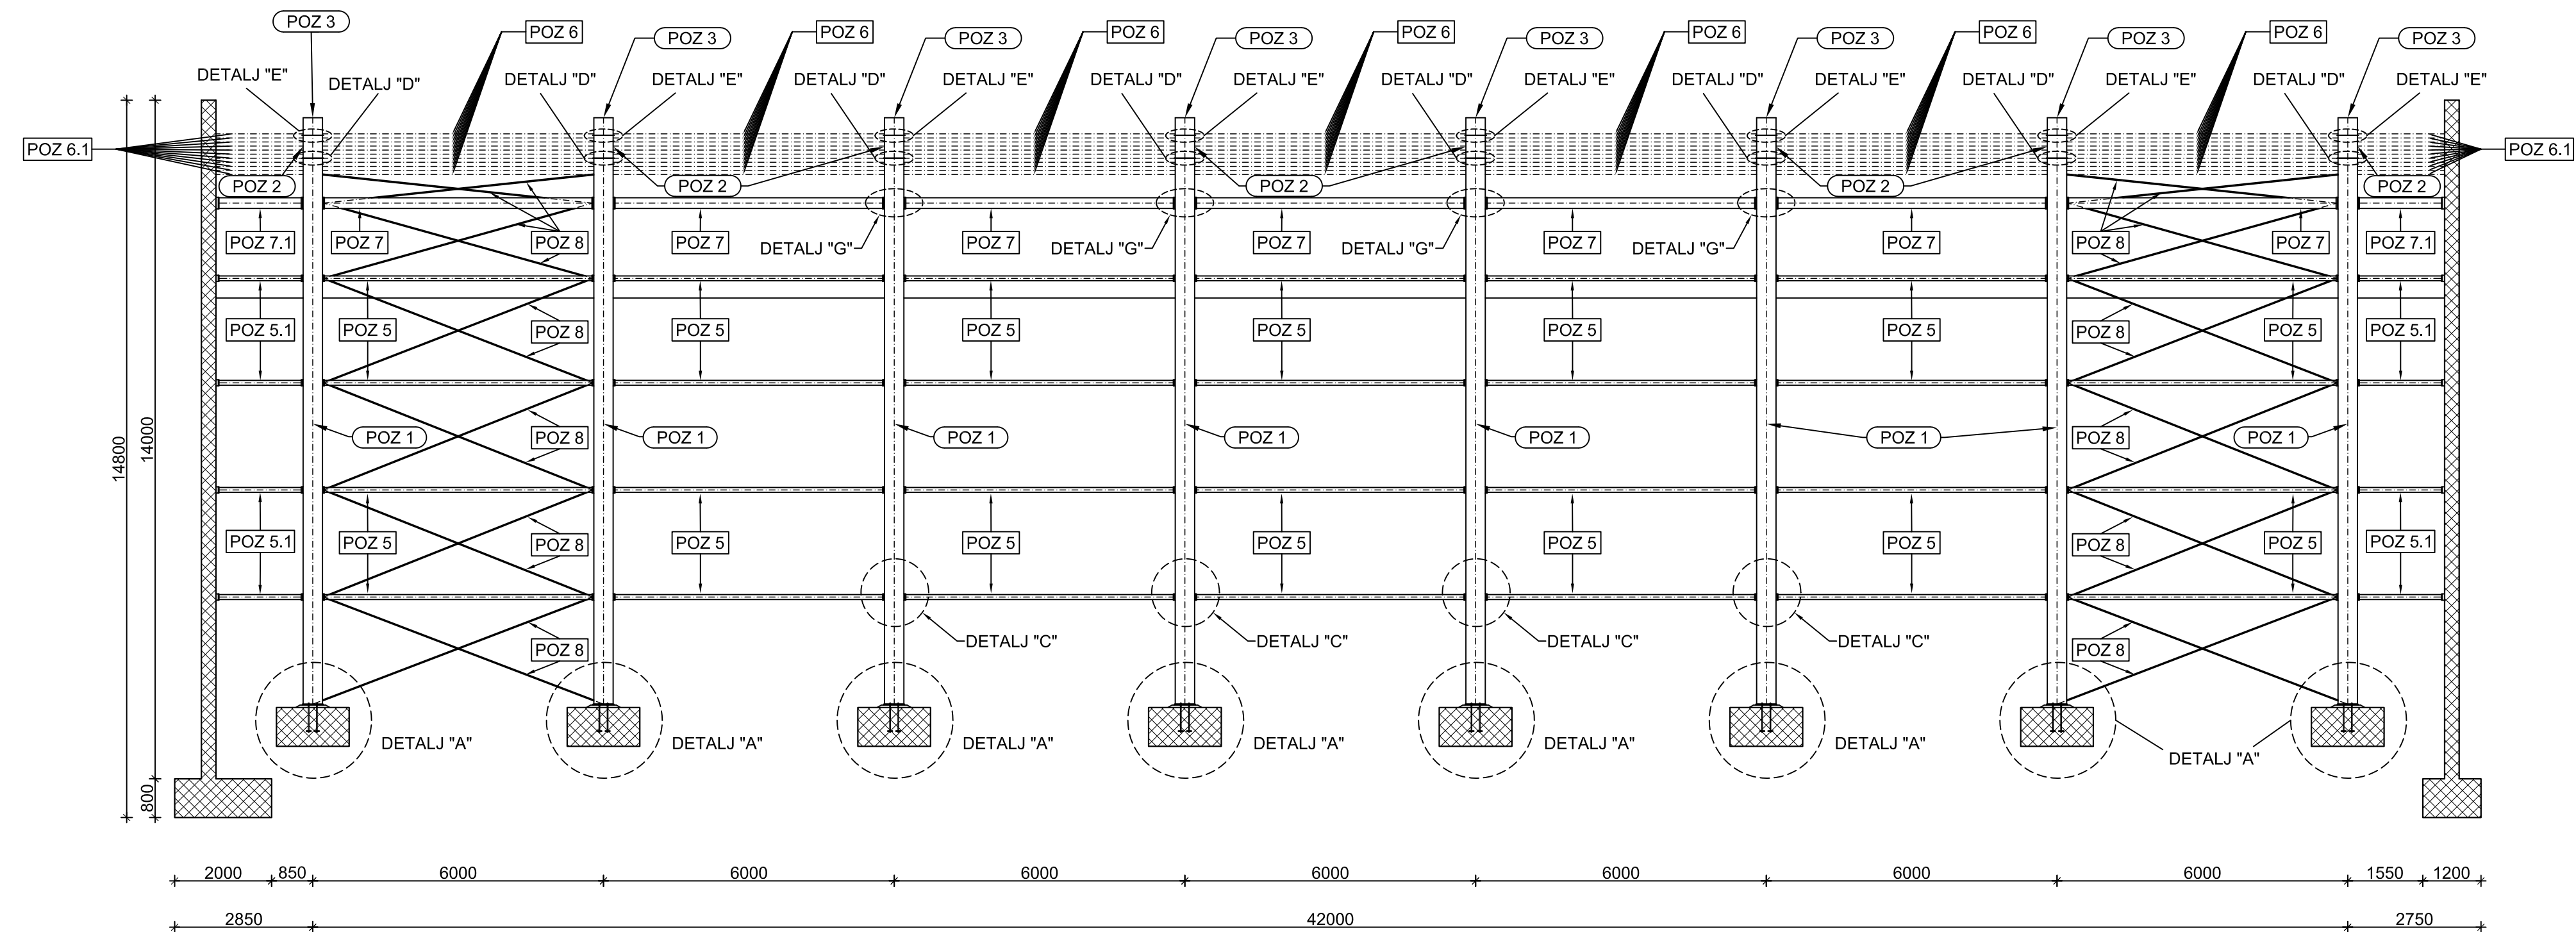 POZ 3
POZ 6 POZ 3 POZ 6 POZ 3 POZ 6 POZ 3 POZ 6 POZ 3 POZ 6 POZ 3 POZ 6 POZ 3 POZ 6 POZ 3
DETALJ "E" DETALJ "D" DETALJ "D" DETALJ "E" DETALJ "D" DETALJ "E" DETALJ "D" DETALJ "E" DETALJ "D" DETALJ "E" DETALJ "D" DETALJ "E" DETALJ "D" DETALJ "E" DETALJ "D" DETALJ "E"
POZ 6.1 POZ 6.1
POZ 2 POZ 2 POZ 2 POZ 2 POZ 2
POZ 7.1 POZ 7 POZ 8 POZ 7 DETALJ "G" POZ 7 DETALJ "G" POZ 7 DETALJ "G" POZ 7 DETALJ "G" POZ 7 POZ 8 POZ 7 POZ 7.1
POZ 5.1 POZ 5 POZ 8 POZ 5 POZ 5 POZ 5 POZ 5 POZ 5 POZ 8 POZ 5 POZ 5.1
POZ 1 POZ 8 POZ 1 POZ 1 POZ 1 POZ 1 POZ 1 POZ 8 POZ 1
14800
14000
POZ 5.1 POZ 5 POZ 8 POZ 5 POZ 5 POZ 5 POZ 5 POZ 5 POZ 8 POZ 5 POZ 5.1
DETALJ "C" DETALJ "C" DETALJ "C" DETALJ "C"
POZ 8 POZ 8
DETALJ "A" DETALJ "A" DETALJ "A" DETALJ "A" DETALJ "A" DETALJ "A" DETALJ "A"
800
2000 850 6000 6000 6000 6000 6000 6000 6000 1550 1200
2850 42000 2750